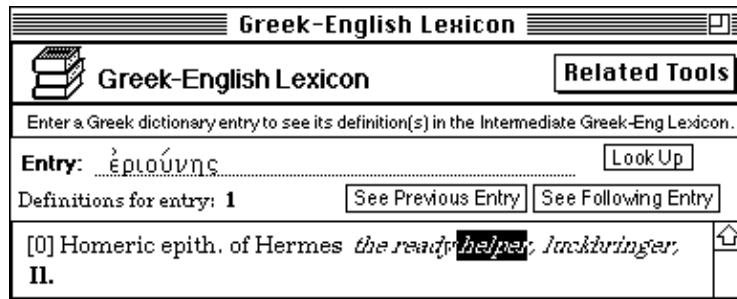 Greek-English Lexicon
Greek-English Lexicon Related Tools
Enter a Greek dictionary entry to see its definition(s) in the Intermediate Greek-Eng Lexicon.
Entry: ἐριούνης Look Up
Definitions for entry: 1 See Previous Entry See Following Entry
[0] Homeric epith. of Hermes the ready helper, luckbringer,
Il.